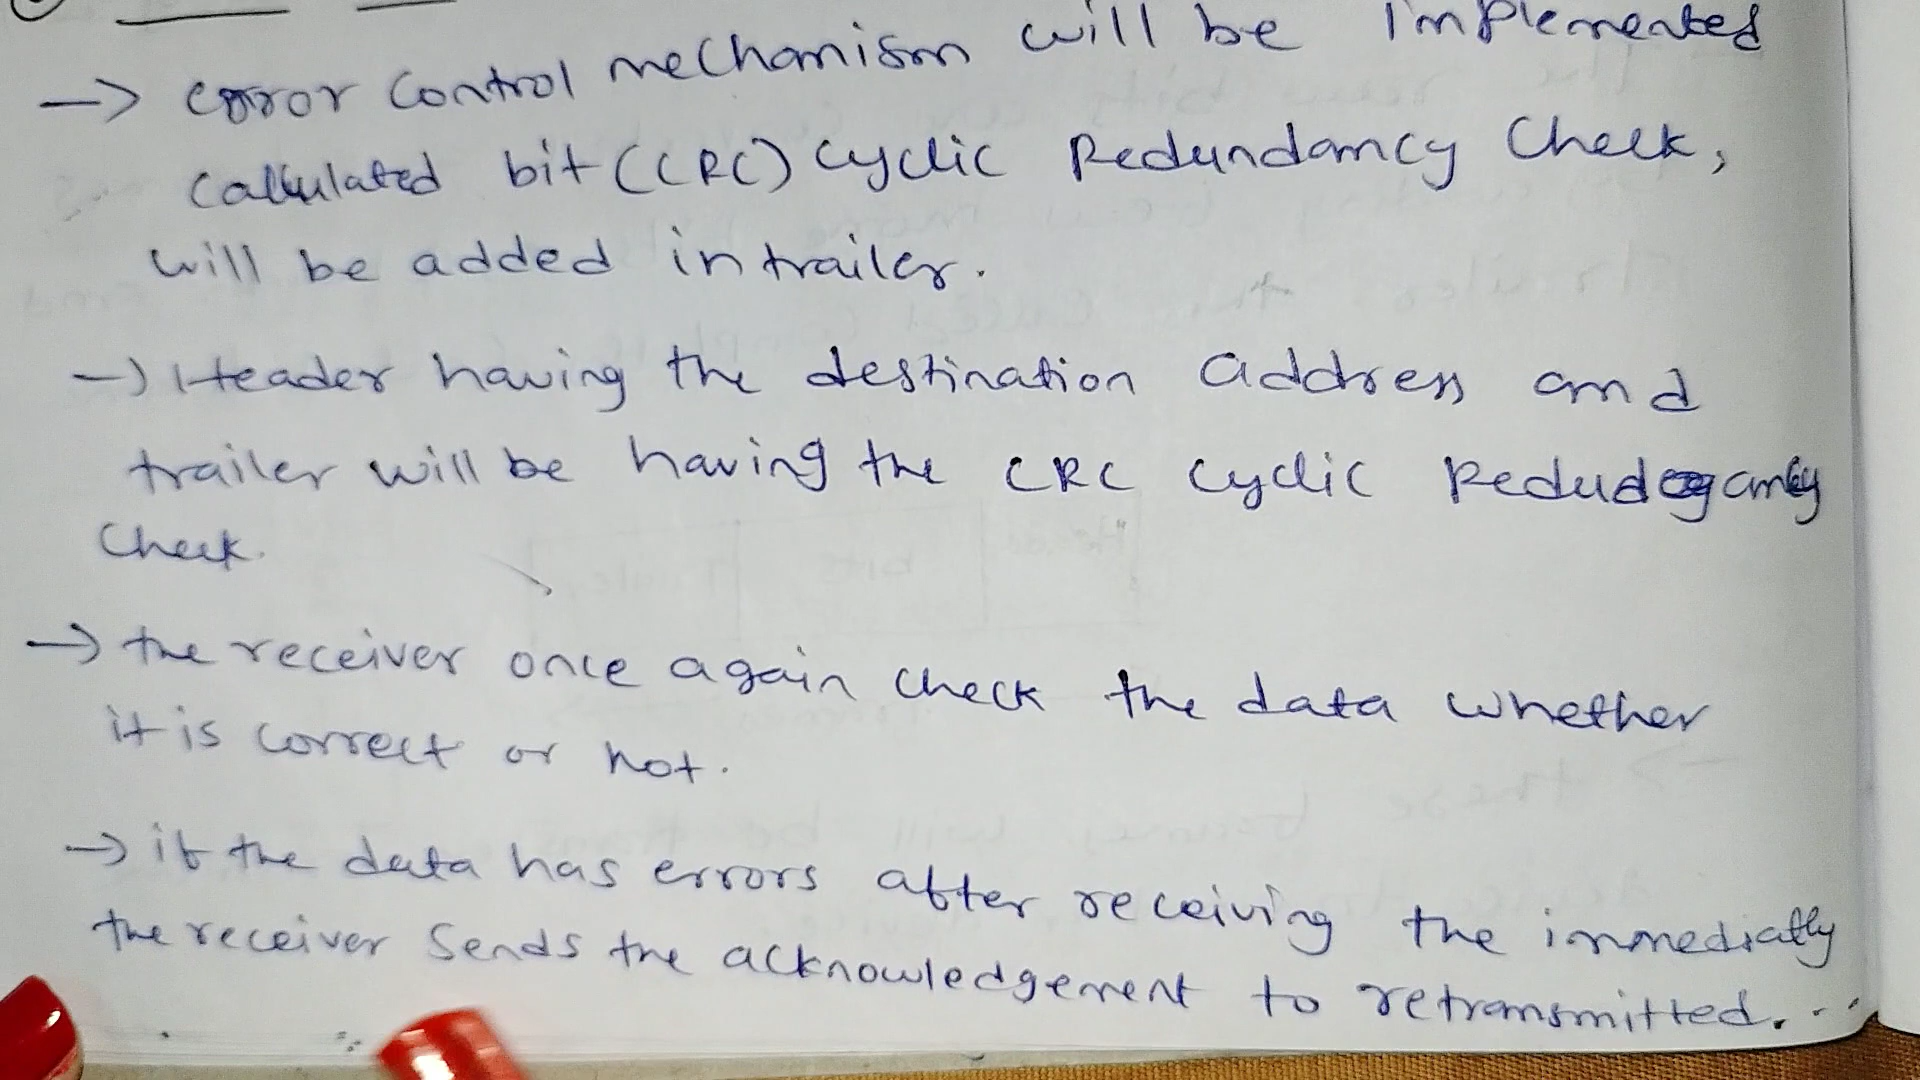 -> error control mechanism will be Implemented
calculated bit (CRC) cyclic Redundancy Check,
will be added in trailer.
-> Header having the destination address and
trailer will be having the CRC cyclic Redudancy
Check.
-> the receiver once again check the data whether
it is correct or not.
-> if the data has errors after receiving the immediatly
the receiver sends the acknowledgement to retransmitted...